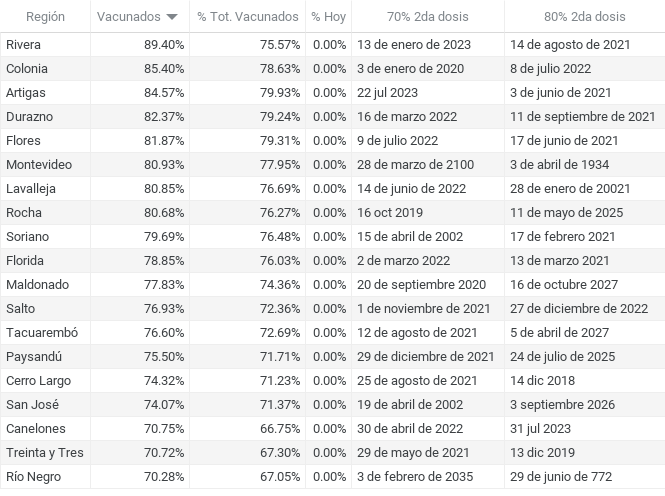 Región Vacunados % Tot. Vacunados % Hoy 70% 2da dosis 80% 2da dosis
Rivera 89.40% 75.57% 0.00% 13 de enero de 2023 14 de agosto de 2021
Colonia 85.40% 78.63% 0.00% 3 de enero de 2020 8 de julio 2022
Artigas 84.57% 79.93% 0.00% 22 jul 2023 3 de junio de 2021
Durazno 82.37% 79.24% 0.00% 16 de marzo 2022 11 de septiembre de 2021
Flores 81.87% 79.31% 0.00% 9 de julio 2022 17 de junio de 2021
Montevideo 80.93% 77.95% 0.00% 28 de marzo de 2100 3 de abril de 1934
Lavalleja 80.85% 76.69% 0.00% 14 de junio de 2022 28 de enero de 20021
Rocha 80.68% 76.27% 0.00% 16 oct 2019 11 de mayo de 2025
Soriano 79.69% 76.48% 0.00% 15 de abril de 2002 17 de febrero 2021
Florida 78.85% 76.03% 0.00% 2 de marzo 2022 13 de marzo 2021
Maldonado 77.83% 74.36% 0.00% 20 de septiembre 2020 16 de octubre 2027
Salto 76.93% 72.36% 0.00% 1 de noviembre de 2021 27 de diciembre de 2022
Tacuarembó 76.60% 72.69% 0.00% 12 de agosto de 2021 5 de abril de 2027
Paysandú 75.50% 71.71% 0.00% 29 de diciembre de 2021 24 de julio de 2025
Cerro Largo 74.32% 71.23% 0.00% 25 de agosto de 2021 14 dic 2018
San José 74.07% 71.37% 0.00% 19 de abril de 2002 3 septiembre 2026
Canelones 70.75% 66.75% 0.00% 30 de abril de 2022 31 jul 2023
Treinta y Tres 70.72% 67.30% 0.00% 29 de mayo de 2021 13 dic 2019
Río Negro 70.28% 67.05% 0.00% 3 de febrero de 2035 29 de junio de 772